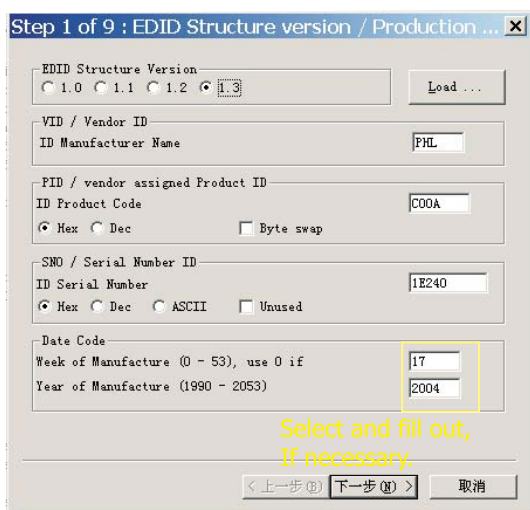 Step 1 of 9 : EDID Structure version / Production ...
EDID Structure Version
1.0 1.1 1.2 1.3
Load ...
VID / Vendor ID
ID Manufacturer Name PHL
PID / vendor assigned Product ID
ID Product Code C00A
Hex Dec Byte swap
SNO / Serial Number ID
ID Serial Number 1E240
Hex Dec ASCII Unused
Date Code
Week of Manufacture (0 - 53), use 0 if 17
Year of Manufacture (1990 - 2053) 2004
Select and fill out,
If necessary.
< 上一步(B) 下一步(N) > 取消